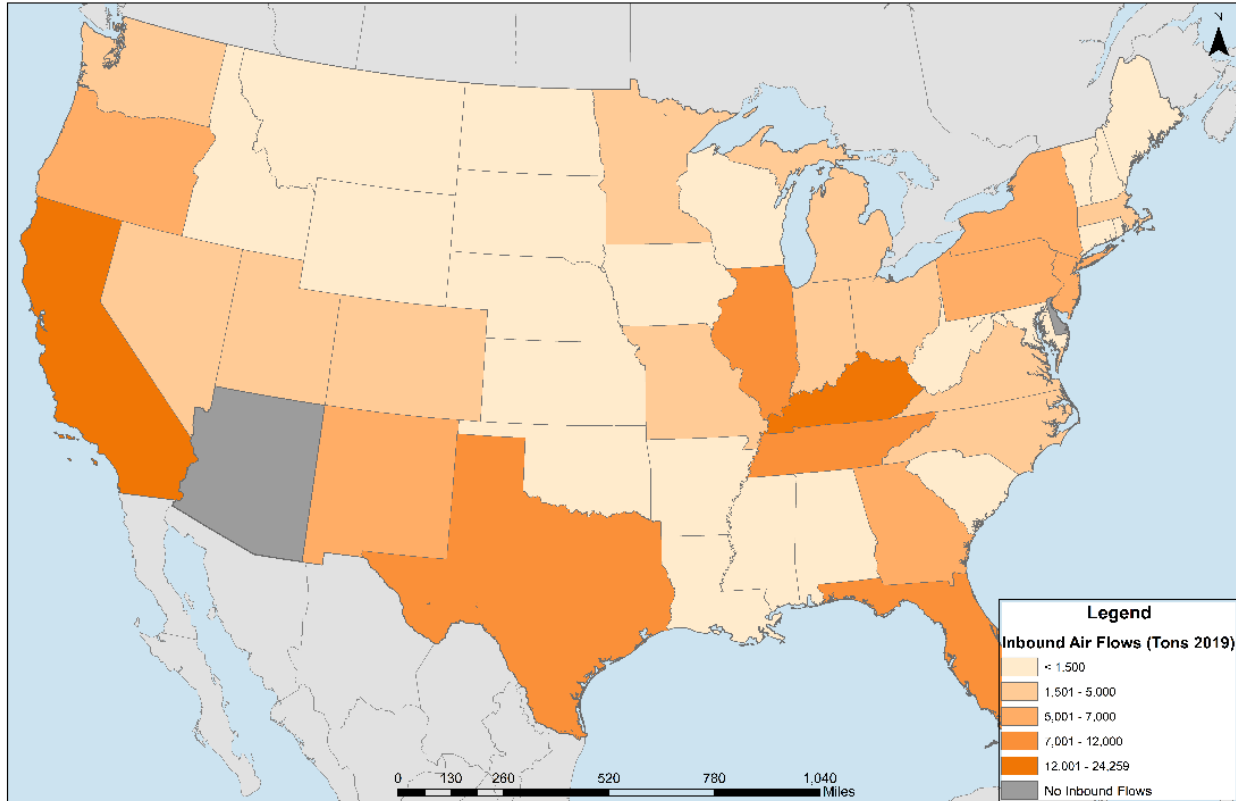 N
Legend
Inbound Air Flows (Tons 2019)
< 1.500
1,501 - 5,000
5,001 - 7,000
7,001 - 12,000
12.001 - 24,259
No Inbound Flows
0 130 260 520 780 1,040
Miles